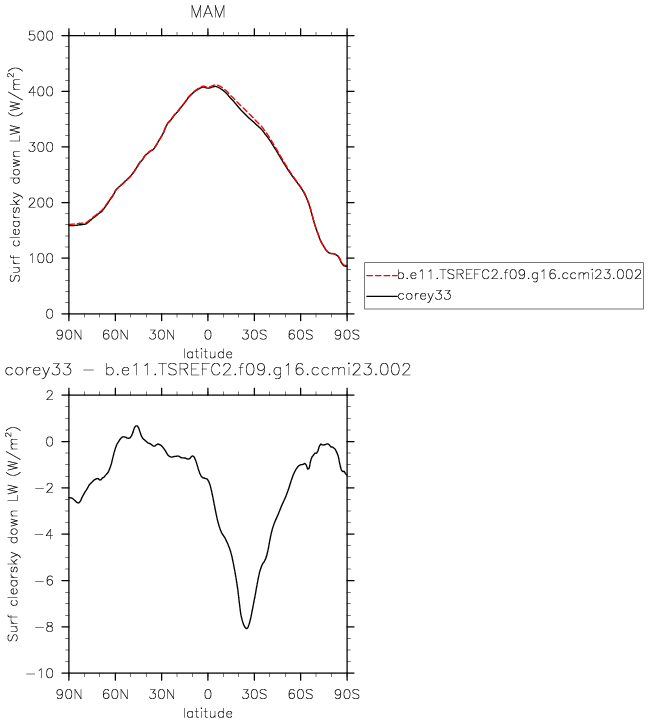 MAM
500
400
300
200
100
0
Surf clearsky down LW (W/m²)
90N 60N 30N 0 30S 60S 90S
latitude
b.e11.TSREFC2.f09.g16.ccmi23.002
corey33
corey33 − b.e11.TSREFC2.f09.g16.ccmi23.002
2
0
−2
−4
−6
−8
−10
Surf clearsky down LW (W/m²)
90N 60N 30N 0 30S 60S 90S
latitude